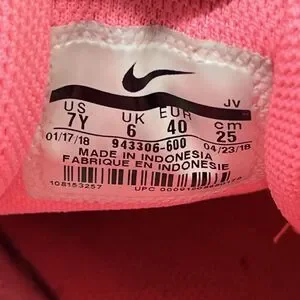 JV
US UK EUR cm
7Y 6 40 25
01/17/18 04/23/18
943306-600
MADE IN INDONESIA
FABRIQUE EN INDONESIE
108153257 UPC